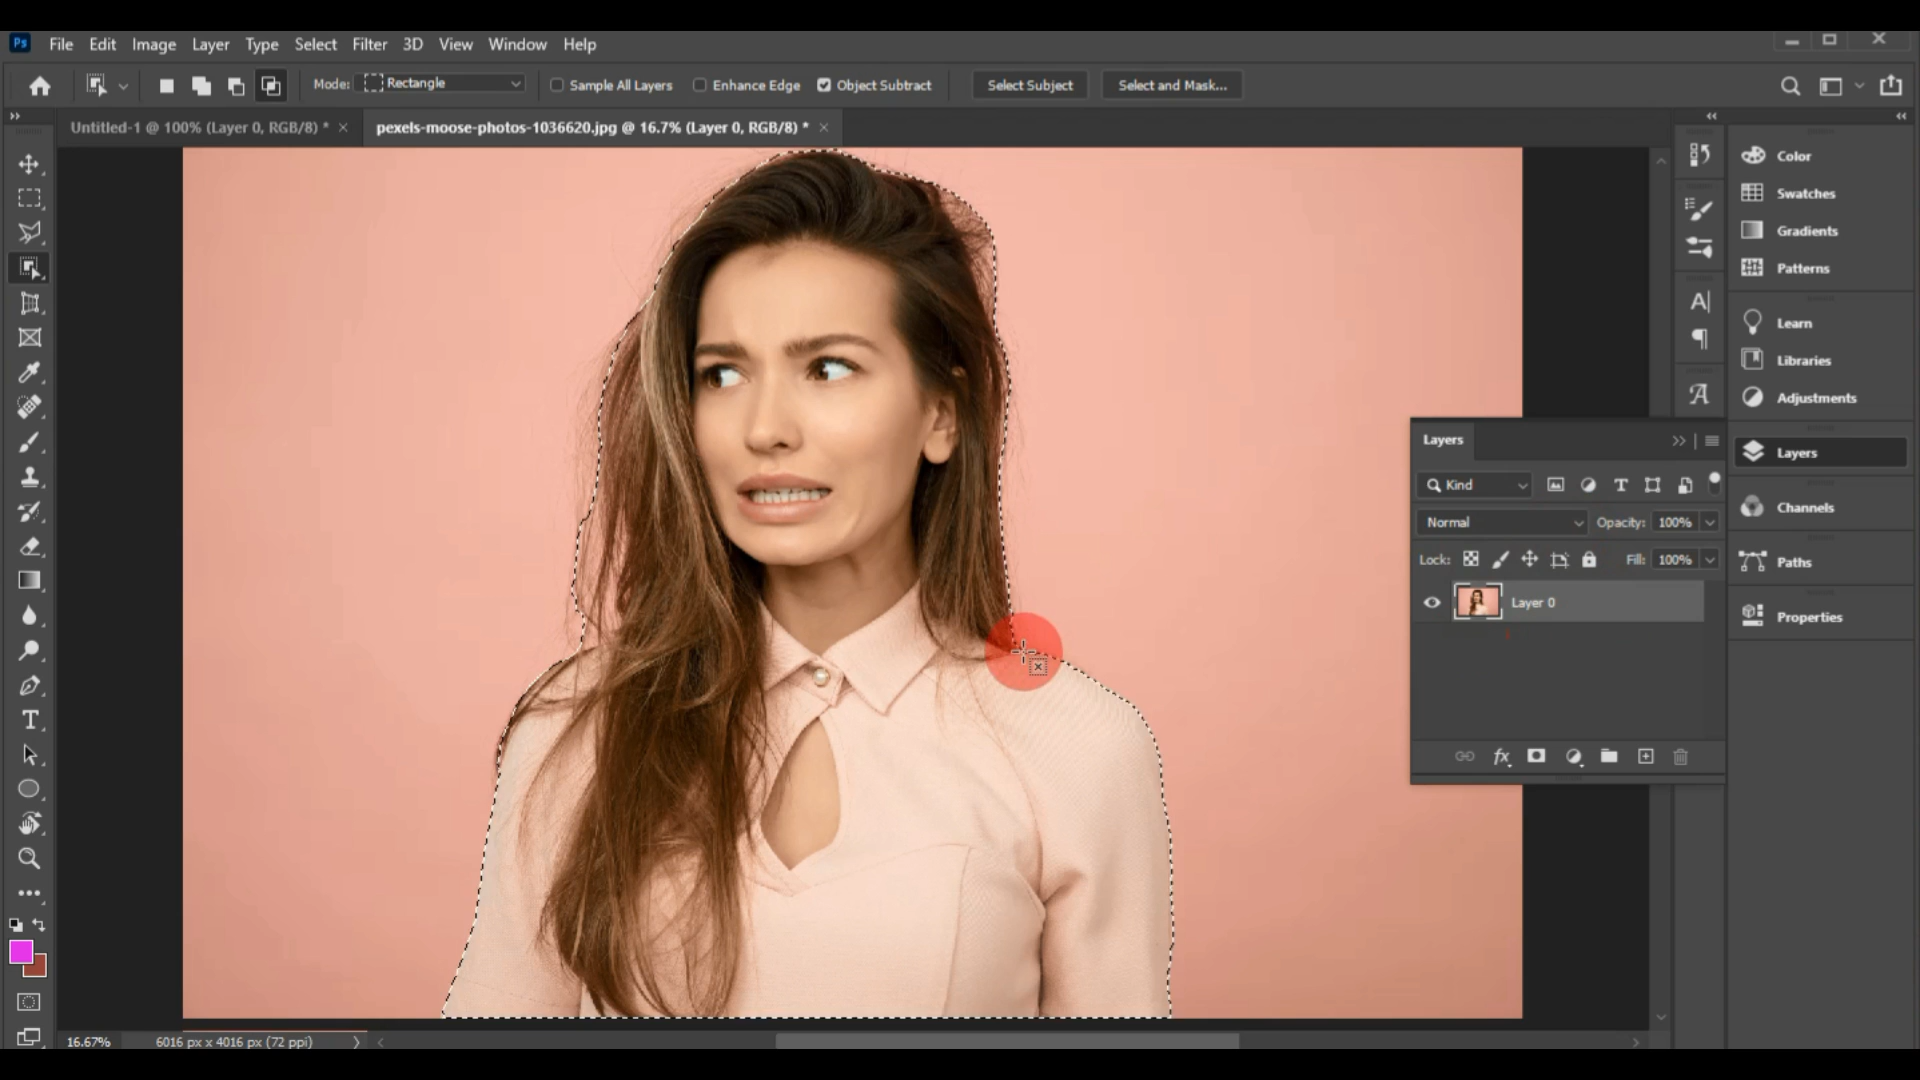 Ps File Edit Image Layer Type Select Filter 3D View Window Help
Mode: Rectangle Sample All Layers Enhance Edge Object Subtract Select Subject Select and Mask...
Untitled-1 @ 100% (Layer 0, RGB/8) * × pexels-moose-photos-1036620.jpg @ 16.7% (Layer 0, RGB/8) * ×
Color
Swatches
Gradients
Patterns
Learn
Libraries
Adjustments
Layers
Channels
Paths
Properties
Layers
Kind
Normal Opacity: 100%
Lock: Fill: 100%
Layer 0
fx
16.67% 6016 px x 4016 px (72 ppi)